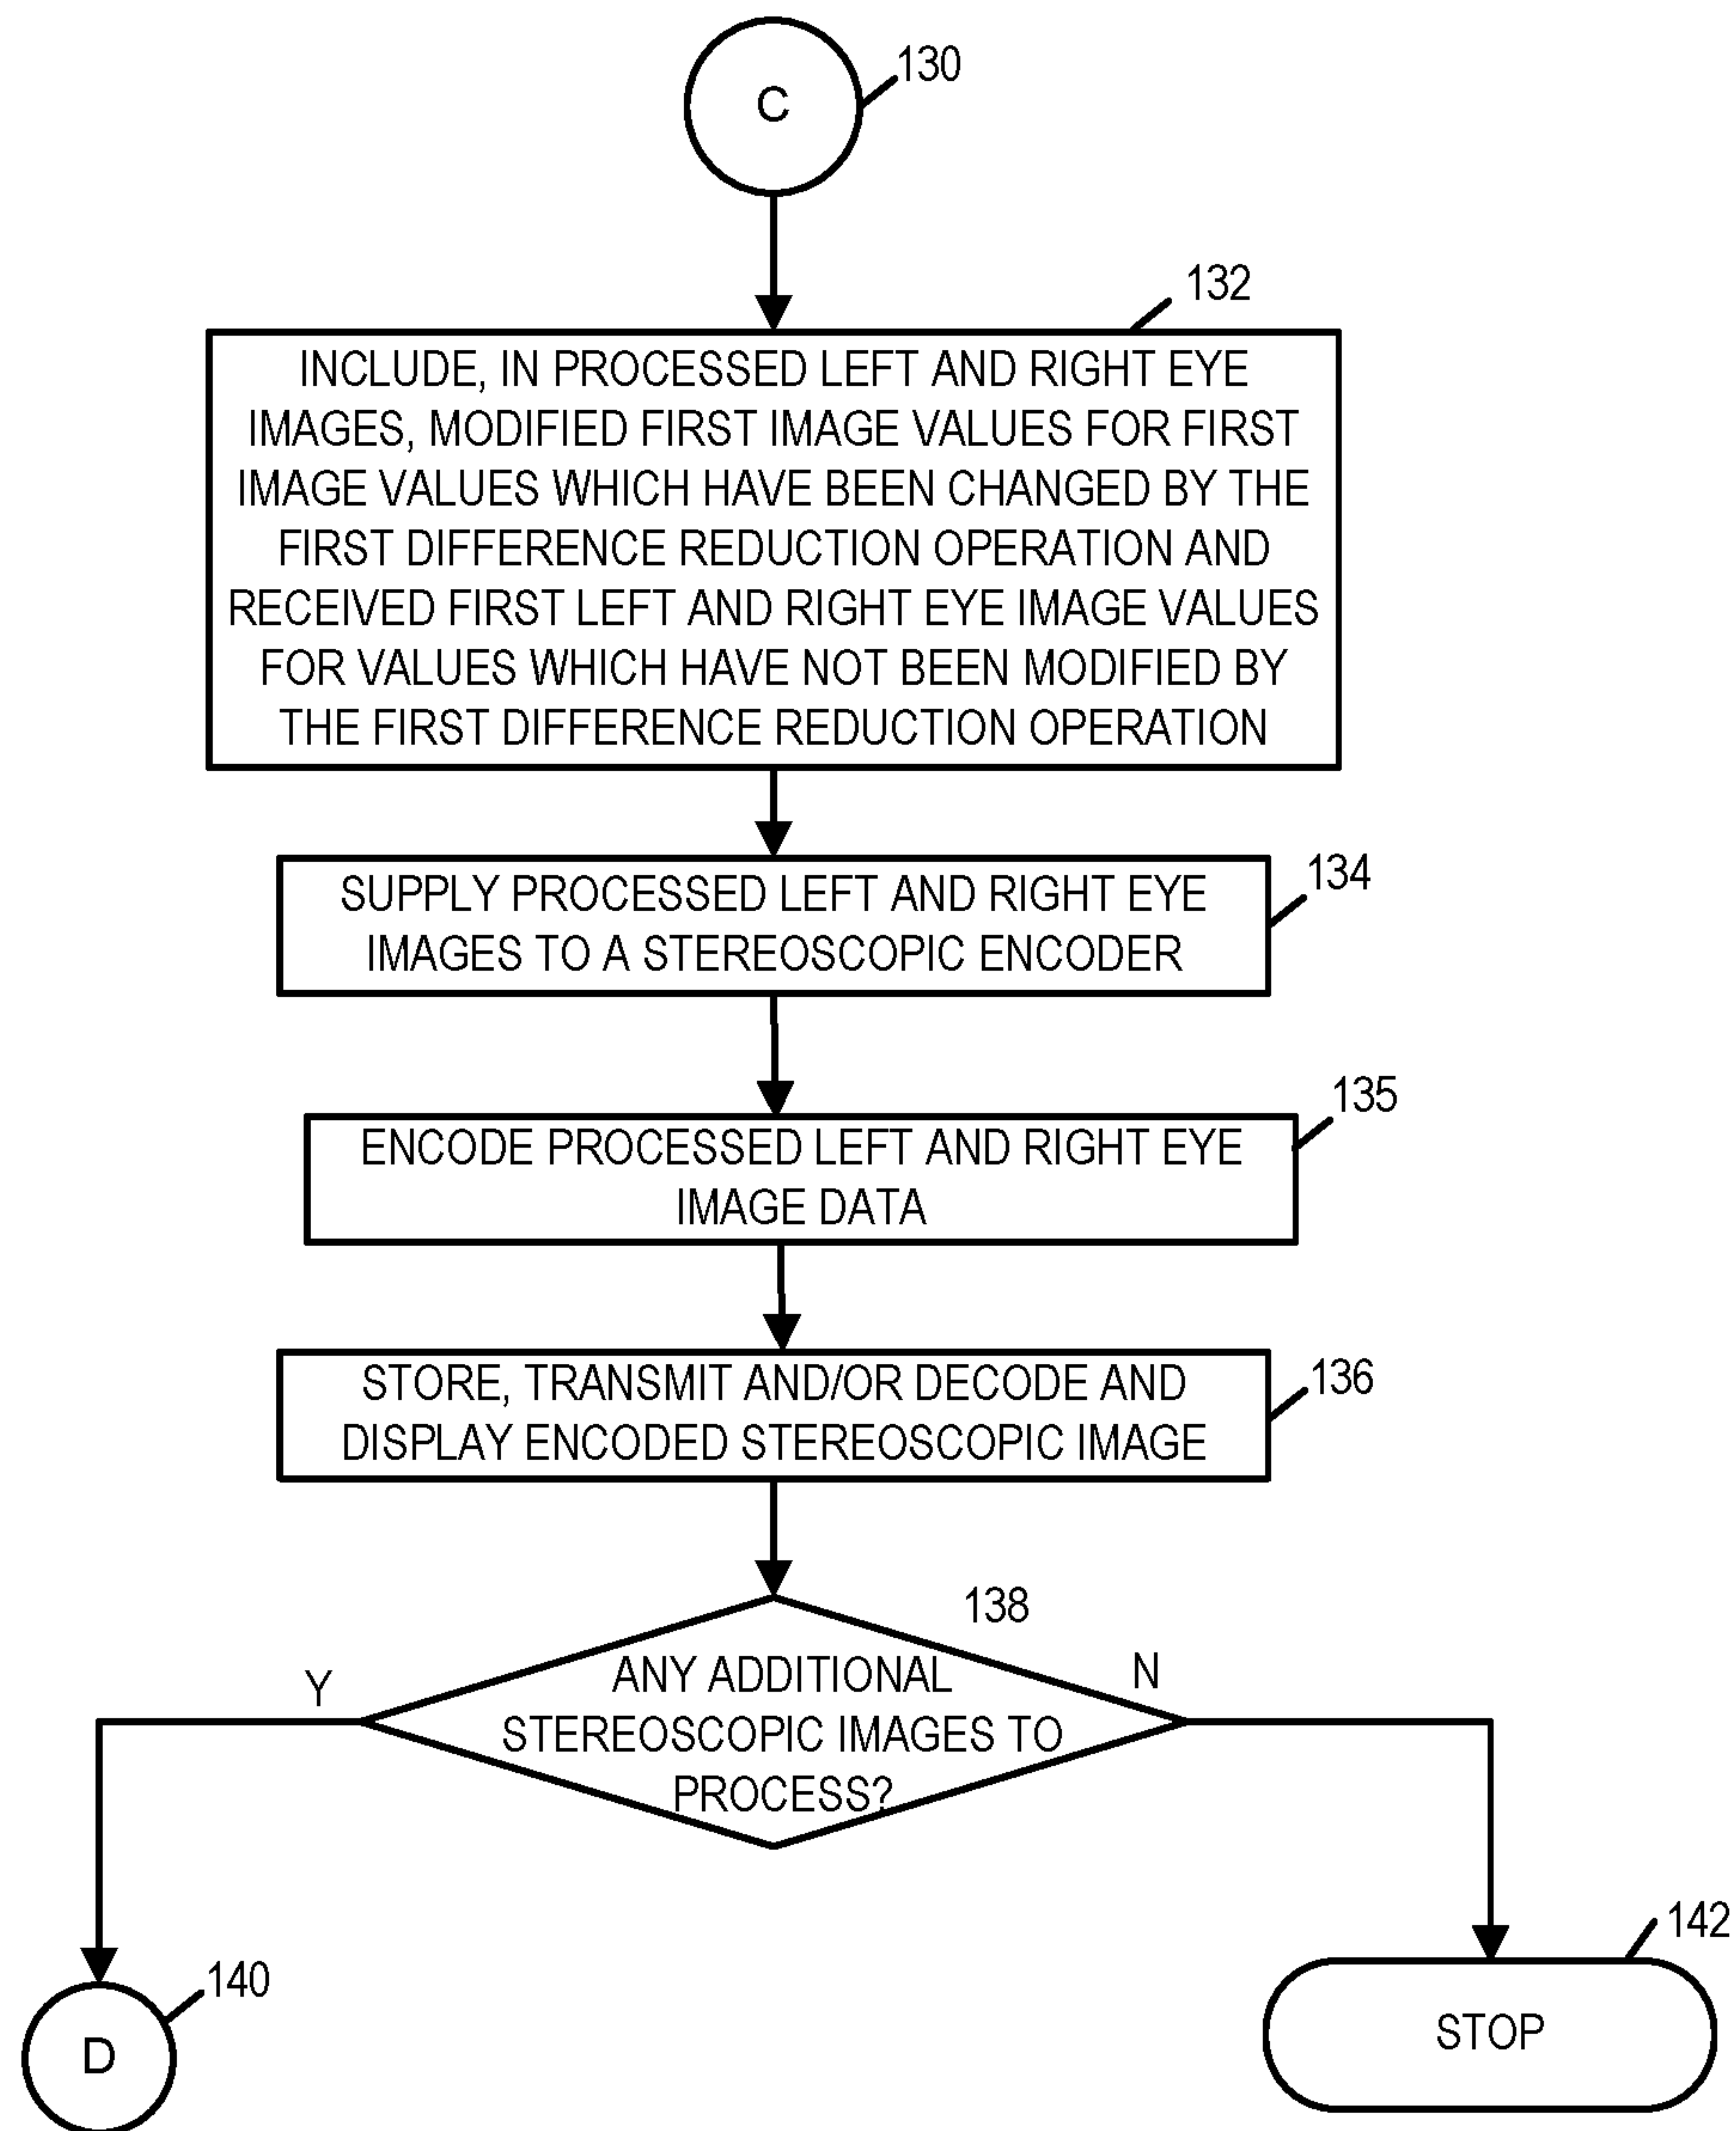 C
130
132
INCLUDE, IN PROCESSED LEFT AND RIGHT EYE
IMAGES, MODIFIED FIRST IMAGE VALUES FOR FIRST
IMAGE VALUES WHICH HAVE BEEN CHANGED BY THE
FIRST DIFFERENCE REDUCTION OPERATION AND
RECEIVED FIRST LEFT AND RIGHT EYE IMAGE VALUES
FOR VALUES WHICH HAVE NOT BEEN MODIFIED BY
THE FIRST DIFFERENCE REDUCTION OPERATION
134
SUPPLY PROCESSED LEFT AND RIGHT EYE
IMAGES TO A STEREOSCOPIC ENCODER
135
ENCODE PROCESSED LEFT AND RIGHT EYE
IMAGE DATA
136
STORE, TRANSMIT AND/OR DECODE AND
DISPLAY ENCODED STEREOSCOPIC IMAGE
138
ANY ADDITIONAL
STEREOSCOPIC IMAGES TO
PROCESS?
Y
N
140
D
142
STOP